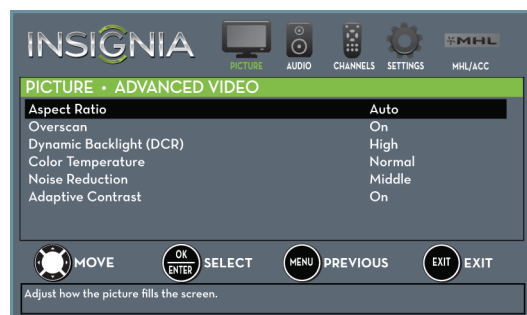 INSIGNIA
PICTURE AUDIO CHANNELS SETTINGS MHL MHL/ACC
PICTURE • ADVANCED VIDEO
Aspect Ratio Auto
Overscan On
Dynamic Backlight (DCR) High
Color Temperature Normal
Noise Reduction Middle
Adaptive Contrast On
MOVE OK ENTER SELECT MENU PREVIOUS EXIT EXIT
Adjust how the picture fills the screen.